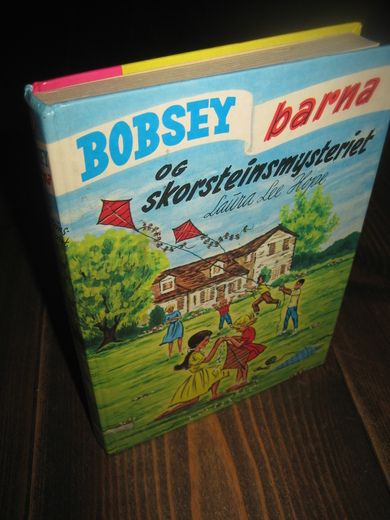 BOBSEY barna
OG
skorsteinsmysteriet
Laura Lee Hope